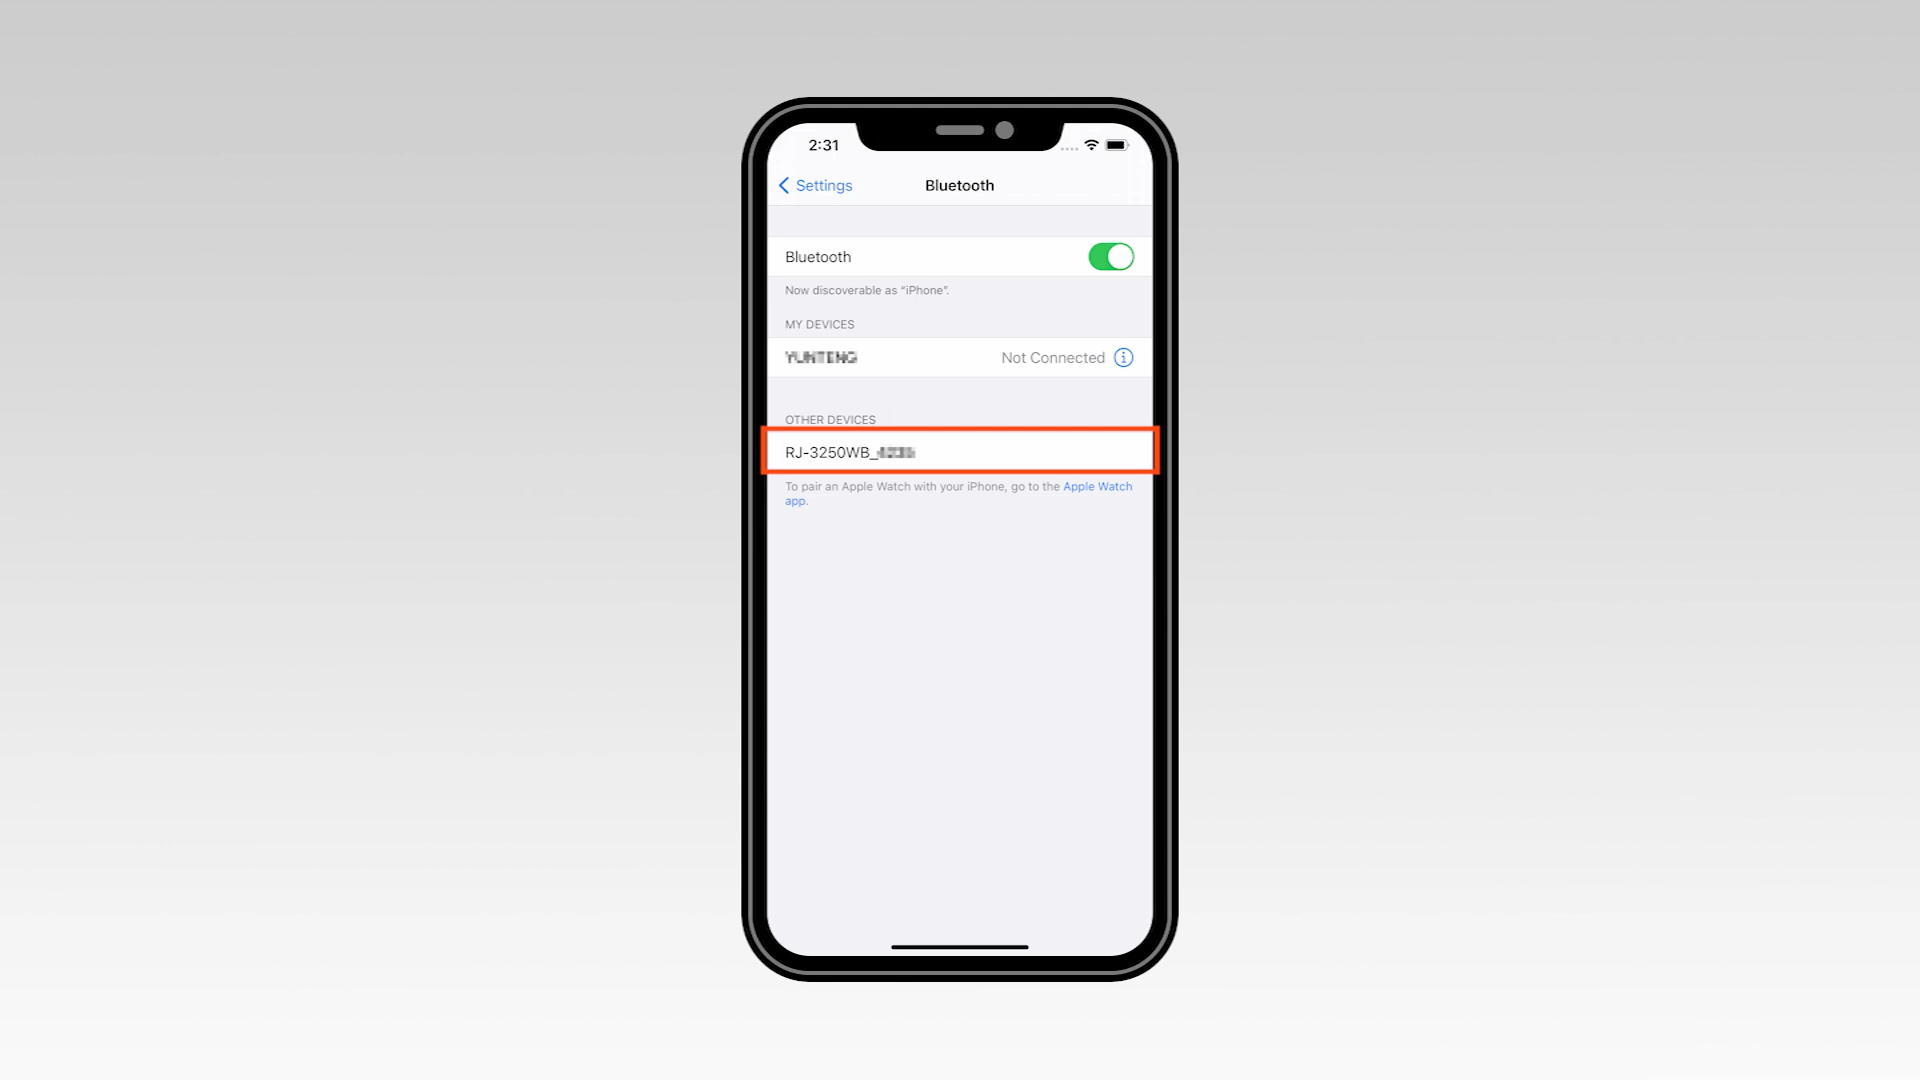 2:31
Settings
Bluetooth
Bluetooth
Now discoverable as “iPhone”.
MY DEVICES
YUNTENG
Not Connected
OTHER DEVICES
RJ-3250WB_
To pair an Apple Watch with your iPhone, go to the Apple Watch
app.